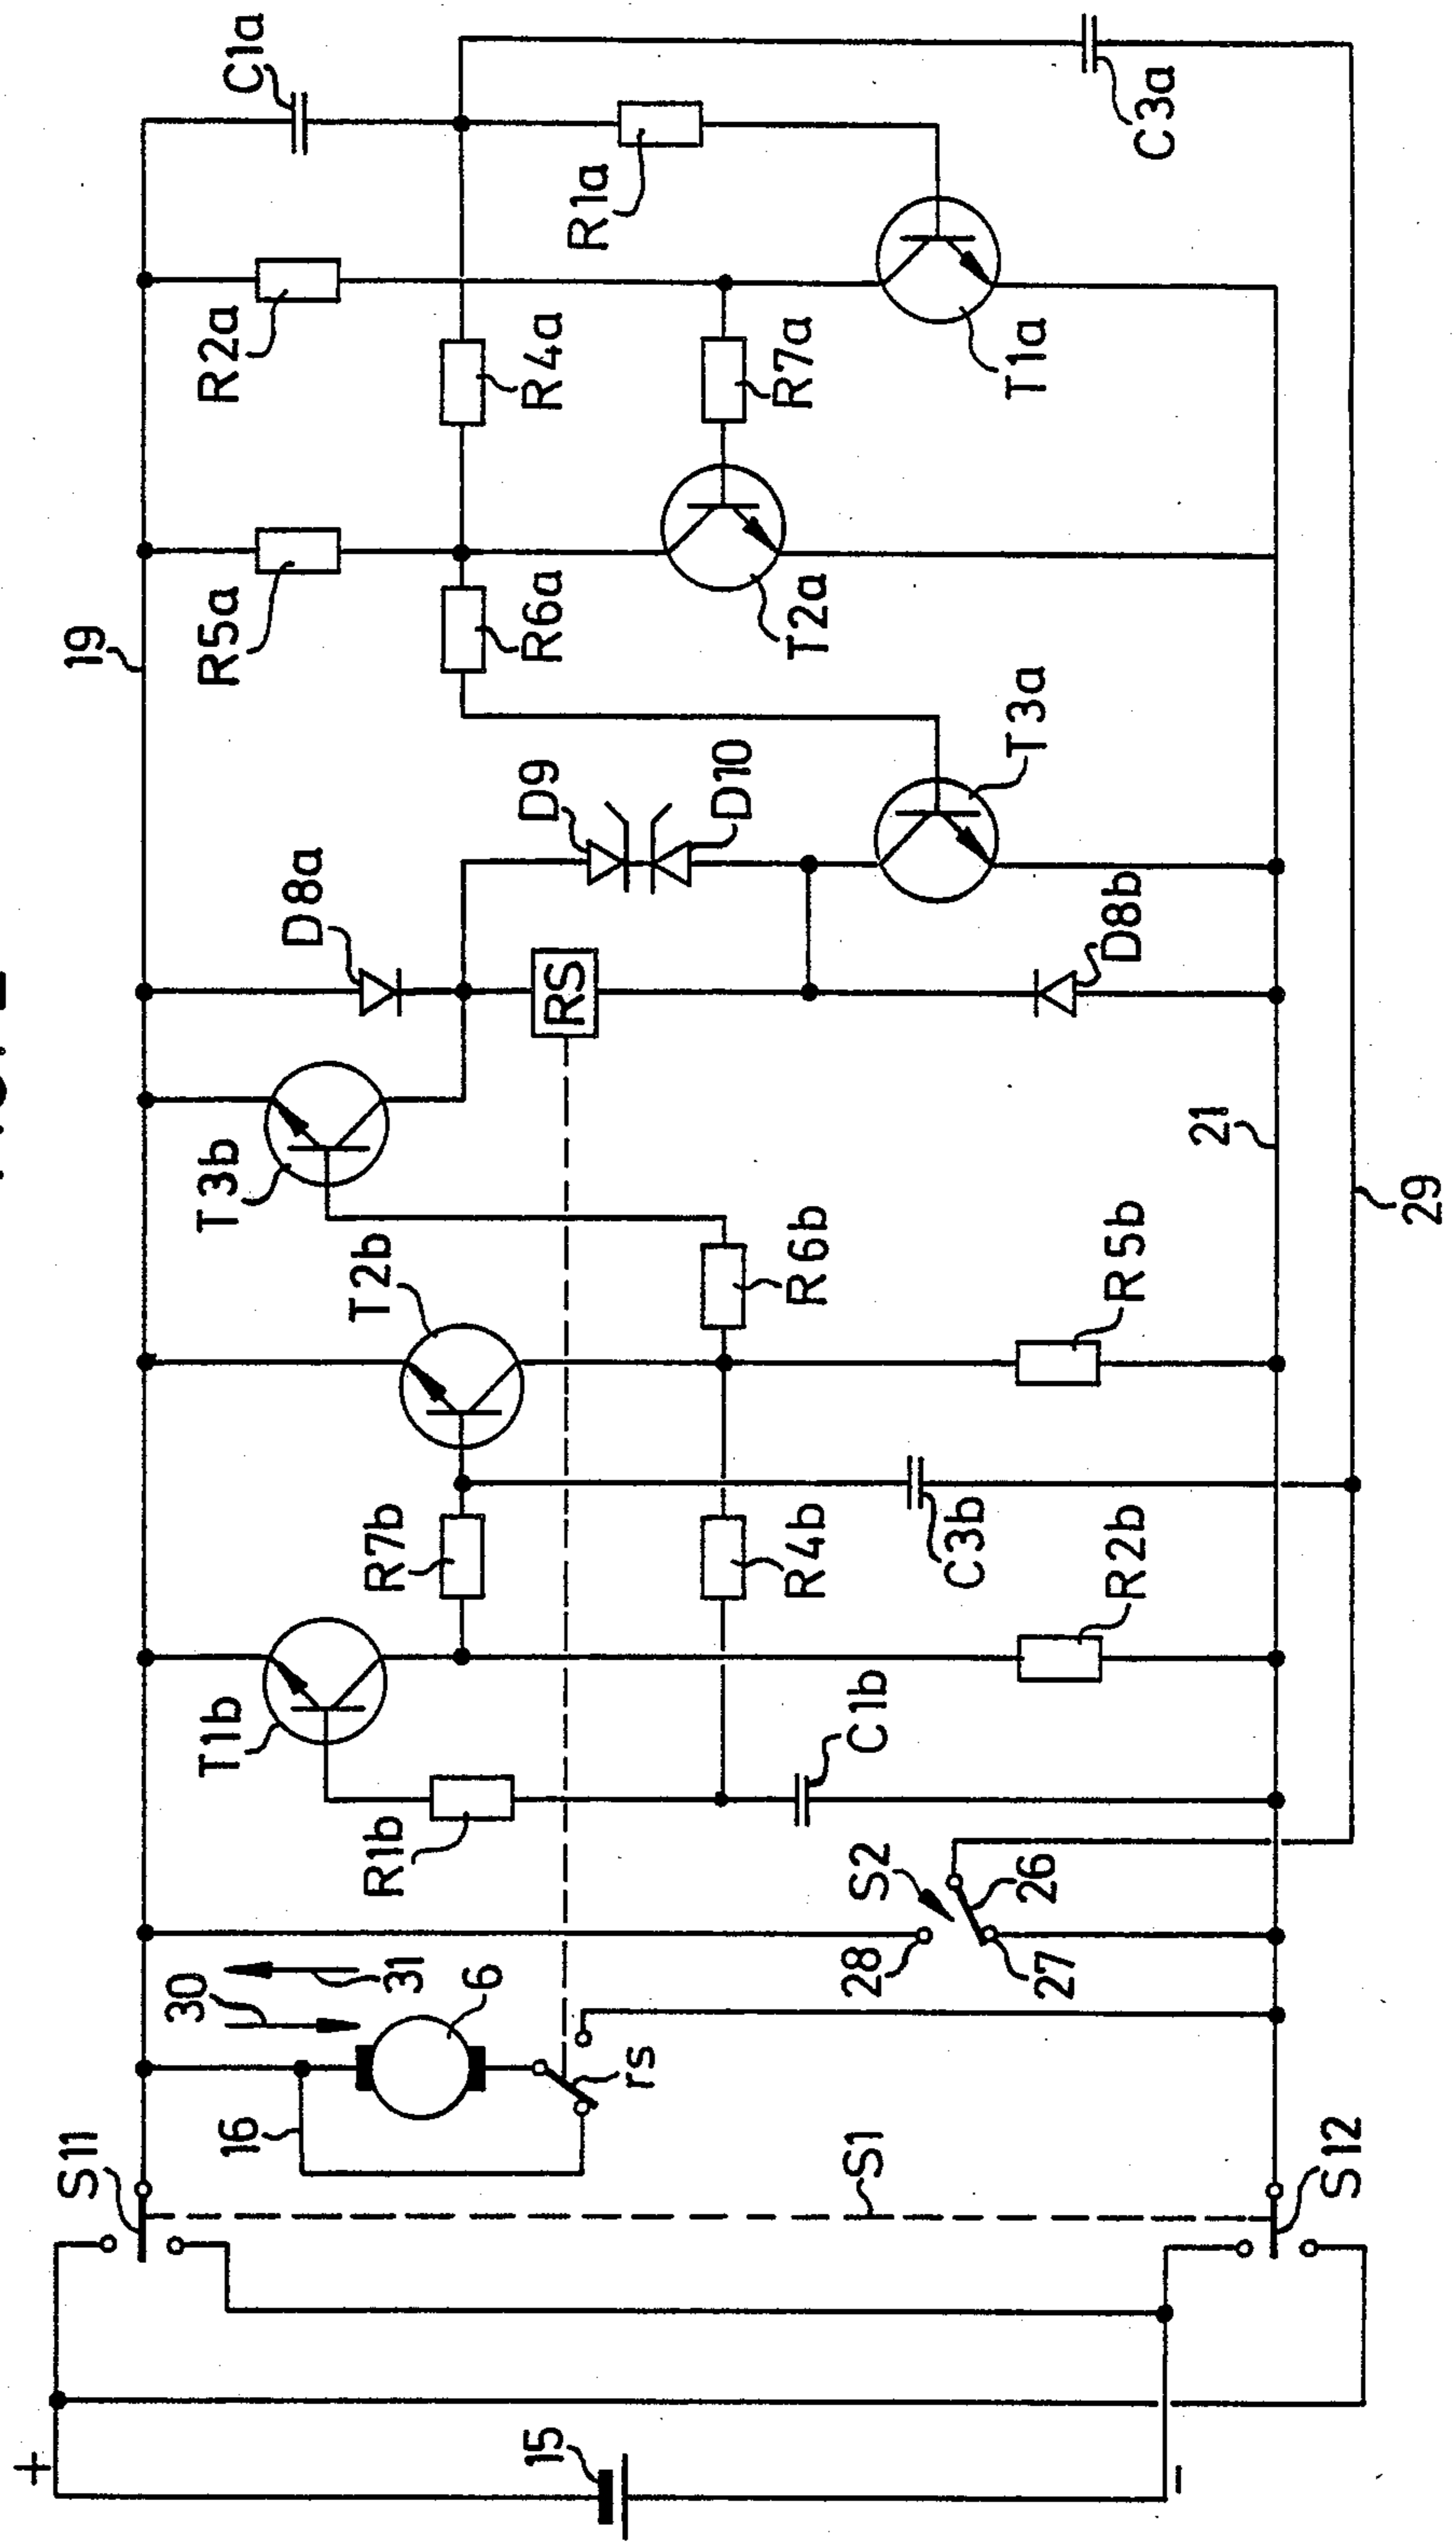 19
C1a
R2a
R5a
R4a
R1a
R6a
R7a
C3a
T2a
T1a
D8a
D9
D10
T3a
D8b
RS
T3b
21
29
T2b
R6b
R5b
R7b
R4b
C3b
R2b
T1b
C1b
R1b
S2
26
28
27
30
31
6
rs
16
S11
S1
S12
+
15
-